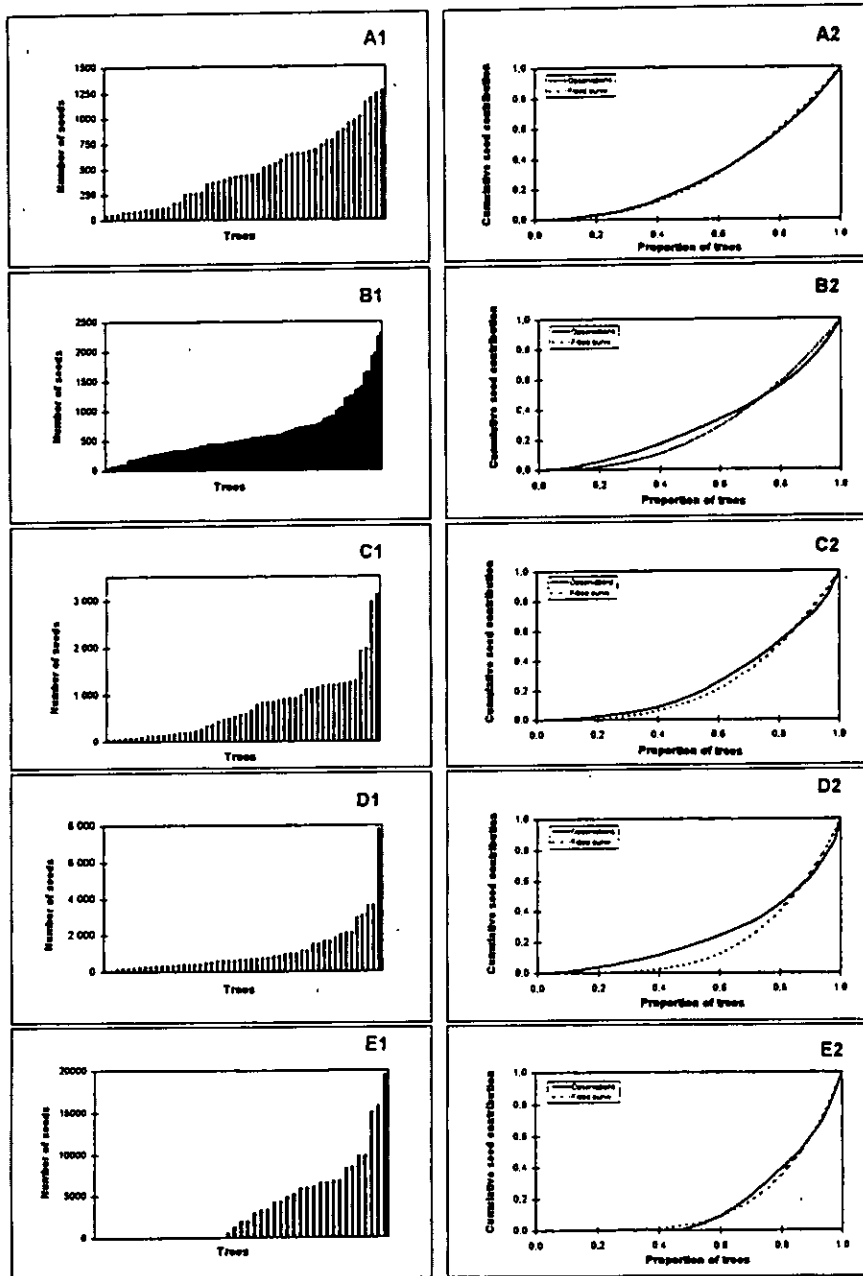 A1
Number of seeds
1500
1250
1000
750
500
250
0
Trees
A2
Cumulative seed contribution
1.0
0.8
0.6
0.4
0.2
0.0
Observations
Fitted curve
0.0 0.2 0.4 0.6 0.8 1.0
Proportion of trees
B1
Number of seeds
2500
2000
1500
1000
500
0
Trees
B2
Cumulative seed contribution
1.0
0.8
0.6
0.4
0.2
0.0
Observations
Fitted curve
0.0 0.2 0.4 0.6 0.8 1.0
Proportion of trees
C1
Number of seeds
3 000
2 000
1 000
0
Trees
C2
Cumulative seed contribution
1.0
0.8
0.6
0.4
0.2
0.0
Observations
Fitted curve
0.0 0.2 0.4 0.6 0.8 1.0
Proportion of trees
D1
Number of seeds
6 000
4 000
2 000
0
Trees
D2
Cumulative seed contribution
1.0
0.8
0.6
0.4
0.2
0.0
Observations
Fitted curve
0.0 0.2 0.4 0.6 0.8 1.0
Proportion of trees
E1
Number of seeds
20000
15000
10000
5000
0
Trees
E2
Cumulative seed contribution
1.0
0.8
0.6
0.4
0.2
0.0
Observations
Fitted curve
0.0 0.2 0.4 0.6 0.8 1.0
Proportion of trees